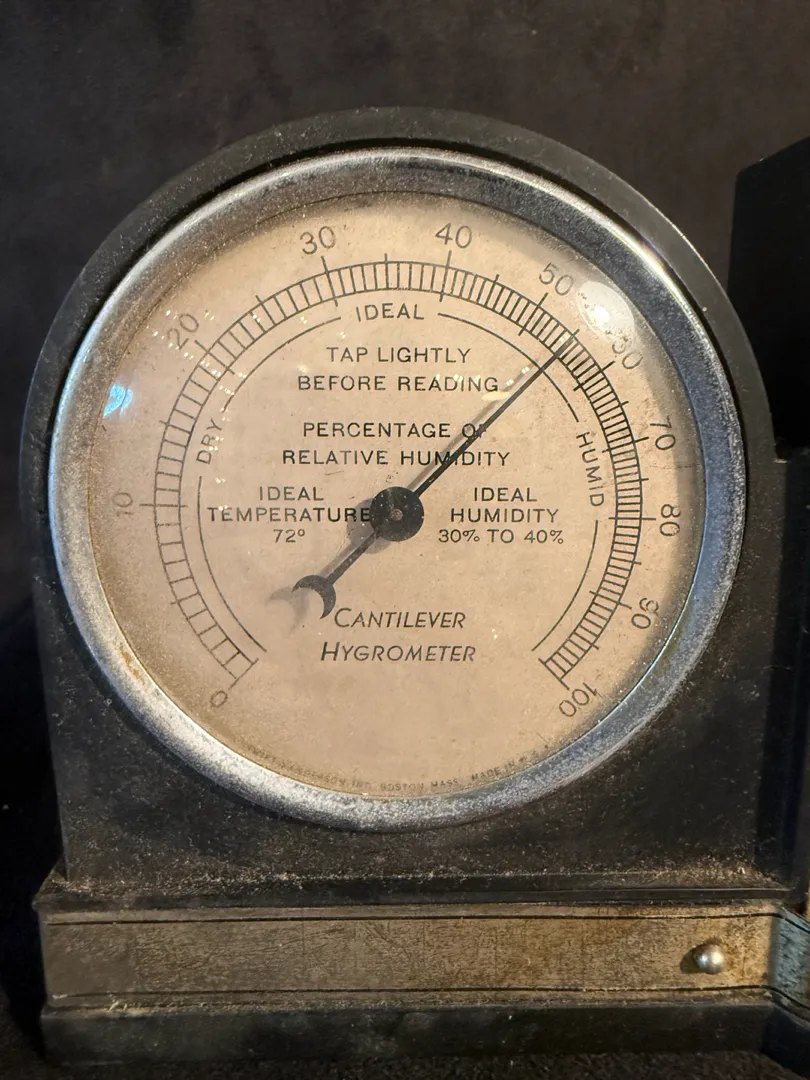 0
10
20
30
40
50
70
80
90
100
IDEAL
DRY
HUMID
TAP LIGHTLY
BEFORE READING
PERCENTAGE OF
RELATIVE HUMIDITY
IDEAL
TEMPERATURE
72°
IDEAL
HUMIDITY
30% TO 40%
CANTILEVER
HYGROMETER
BOSTON MASS. MADE IN U.S.A.